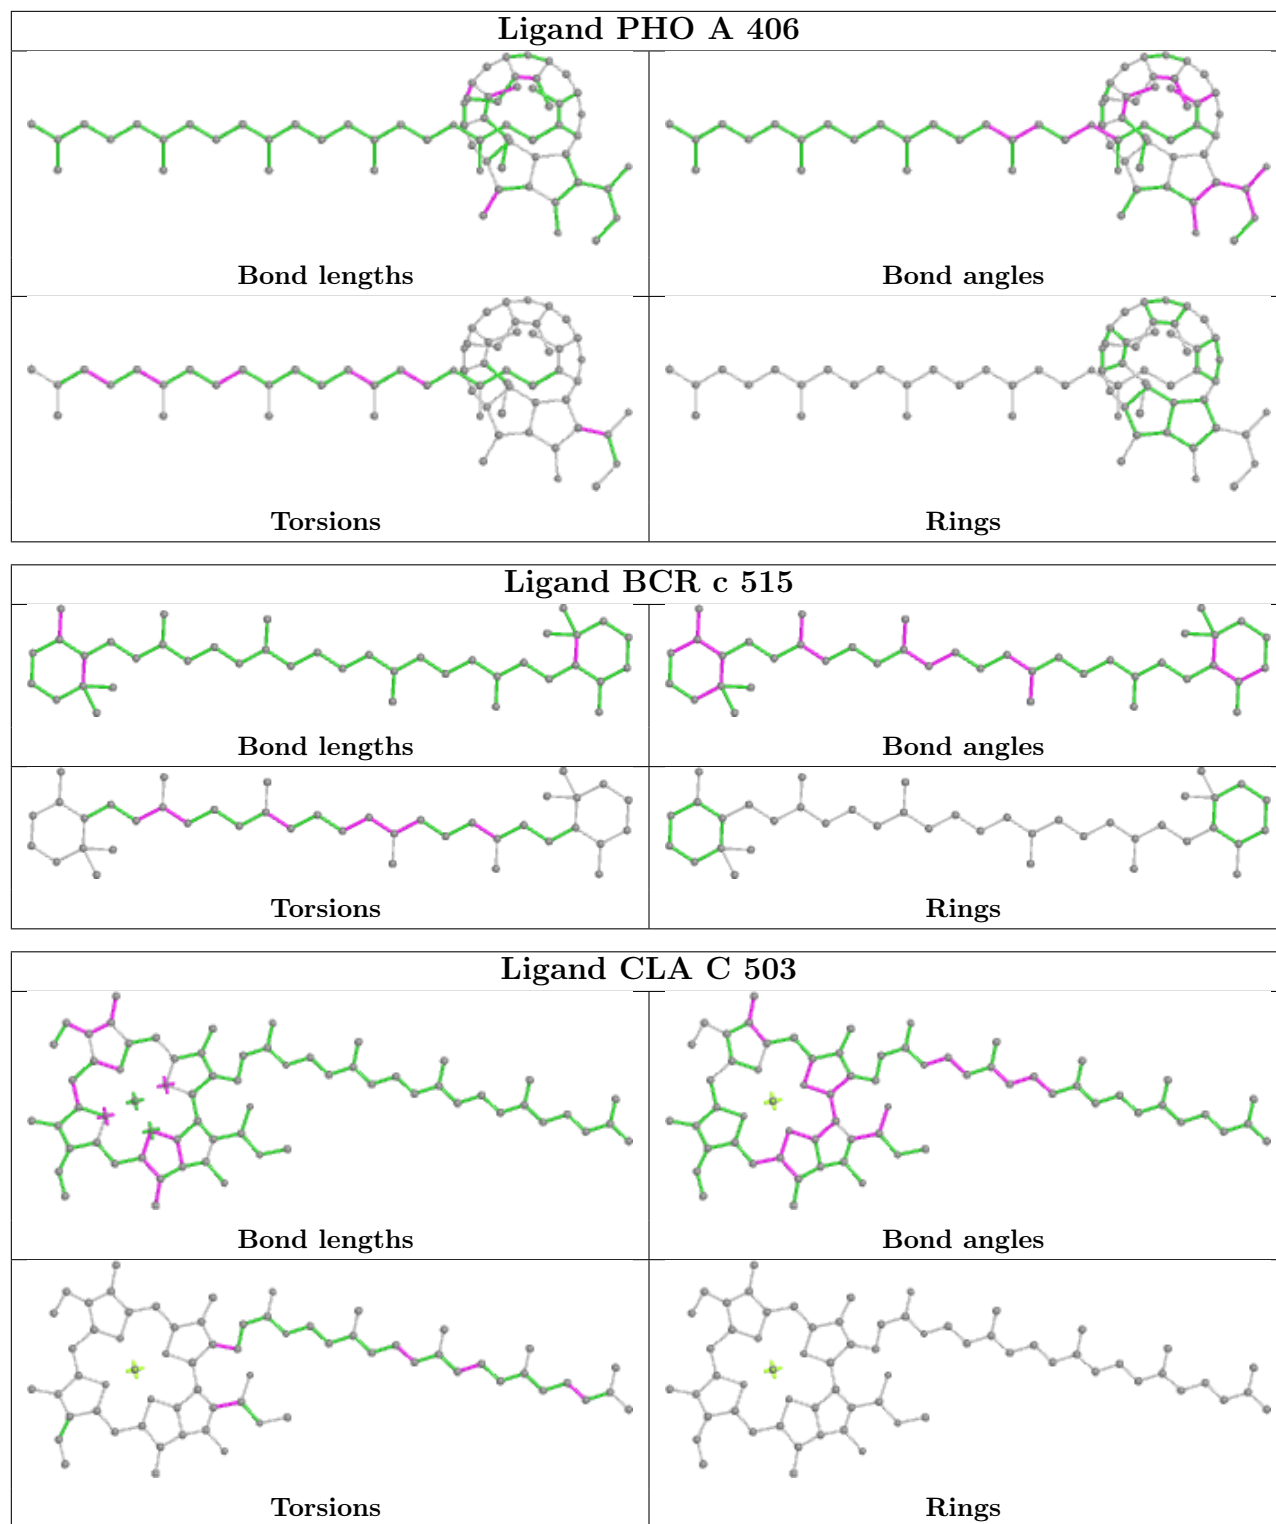 Ligand PHO A 406
Bond lengths
Bond angles
Torsions
Rings
Ligand BCR c 515
Bond lengths
Bond angles
Torsions
Rings
Ligand CLA C 503
Bond lengths
Bond angles
Torsions
Rings